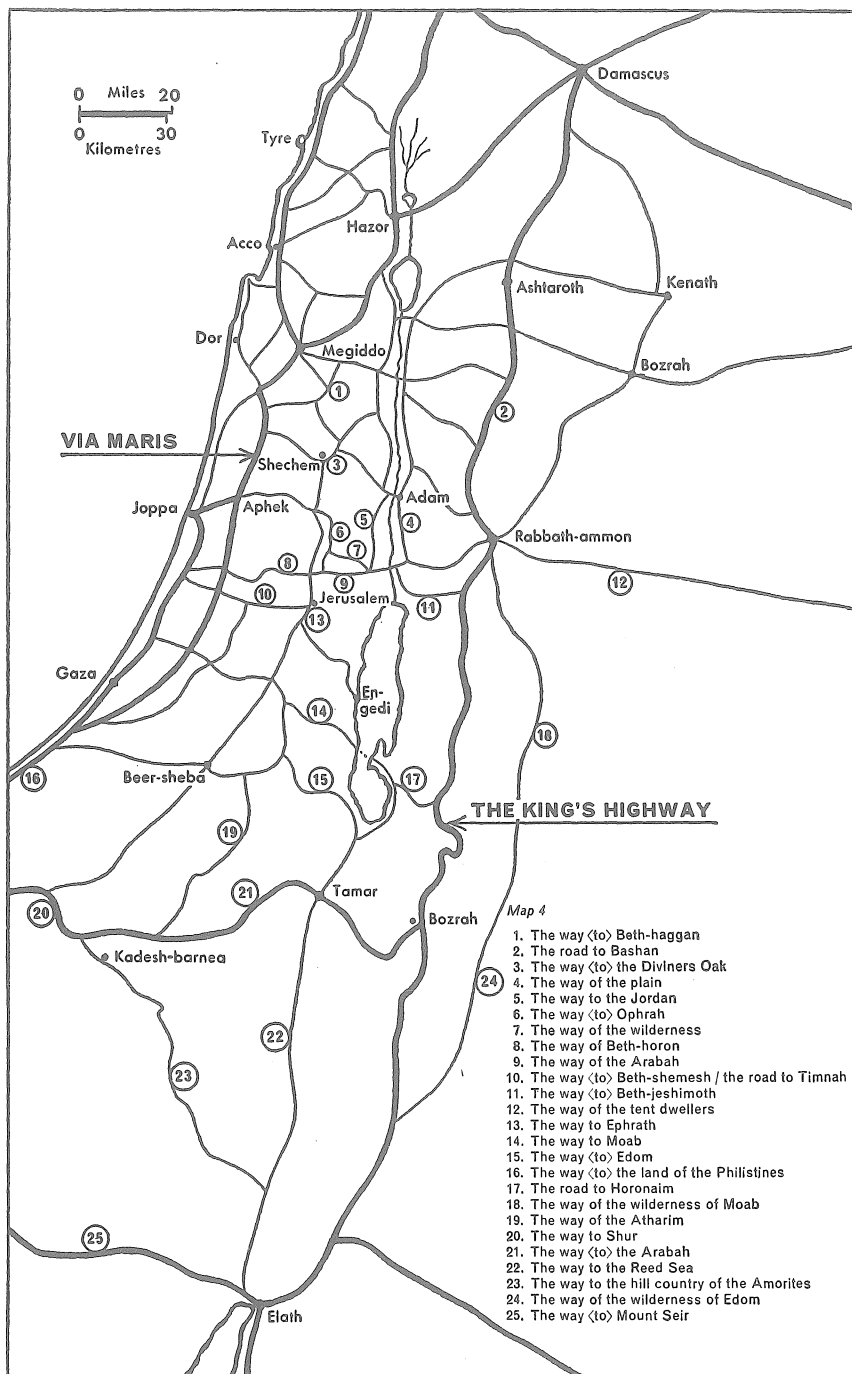 Damascus
0 Miles 20
0 30
Kilometres
Tyre
Hazor
Acco
Ashtaroth
Kenath
Dor
Megiddo
Bozrah
1
2
VIA MARIS
Shechem
3
Joppa
Aphek
Adam
5
4
6
7
Rabbath-ammon
8
9
12
10
Jerusalem
11
13
Gaza
En-
gedi
14
18
16
Beer-sheba
15
17
THE KING'S HIGHWAY
19
21
Tamar
20
Bozrah
Kadesh-barnea
24
22
23
25
Elath
Map 4
1. The way <to> Beth-haggan
2. The road to Bashan
3. The way <to> the Diviners Oak
4. The way of the plain
5. The way to the Jordan
6. The way <to> Ophrah
7. The way of the wilderness
8. The way of Beth-horon
9. The way of the Arabah
10. The way <to> Beth-shemesh / the road to Timnah
11. The way <to> Beth-jeshimoth
12. The way of the tent dwellers
13. The way to Ephrath
14. The way to Moab
15. The way <to> Edom
16. The way <to> the land of the Philistines
17. The road to Horonaim
18. The way of the wilderness of Moab
19. The way of the Atharim
20. The way to Shur
21. The way <to> the Arabah
22. The way to the Reed Sea
23. The way to the hill country of the Amorites
24. The way of the wilderness of Edom
25. The way <to> Mount Seir